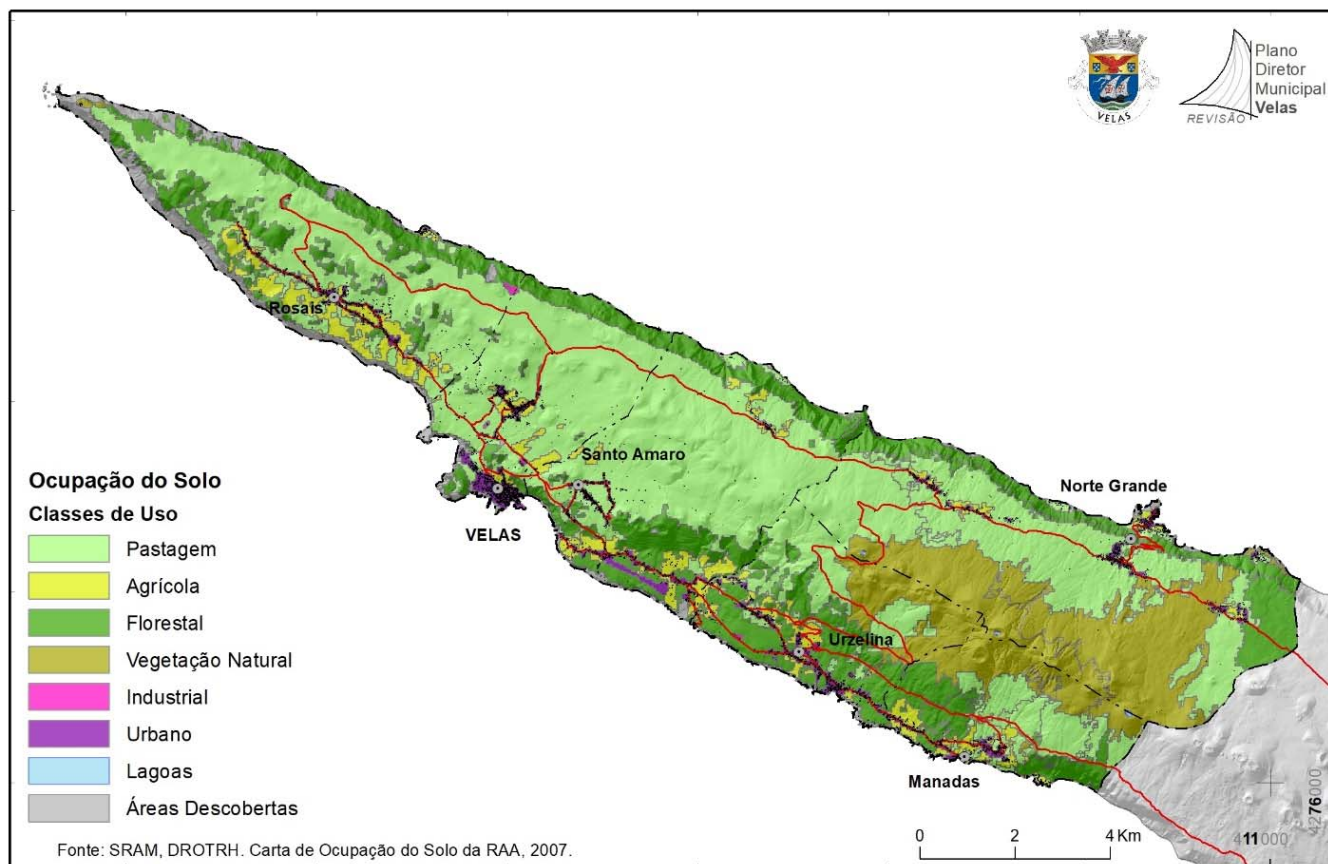 Plano
Diretor
Municipal
Velas
REVISÃO
VELAS
Rosais
Santo Amaro
VELAS
Norte Grande
Urzelina
Manadas
Ocupação do Solo
Classes de Uso
Pastagem
Agrícola
Florestal
Vegetação Natural
Industrial
Urbano
Lagoas
Áreas Descobertas
Fonte: SRAM, DROTRH. Carta de Ocupação do Solo da RAA, 2007.
0 2 4 Km
411000
4276000